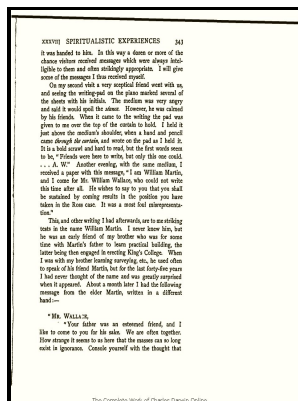 XXXVII] SPIRITUALISTIC EXPERIENCES 343
it was handed to him. In this way a dozen or more of the
chance visitors received messages which were always intel-
ligible to them and often strikingly appropriate. I will give
some of the messages I thus received myself.
On my second visit a very sceptical friend went with us,
and seeing the writing-pad on the piano marked several of
the sheets with his initials. The medium was very angry
and said it would spoil the séance. However, he was calmed
by his friends. When it came to the writing the pad was
given to me over the top of the curtain to hold. I held it
just above the medium's shoulder, when a hand and pencil
came through the curtain, and wrote on the pad as I held it.
It is a bold scrawl and hard to read, but the first words seem
to be, "Friends were here to write, but only this one could.
. . . A. W." Another evening, with the same medium, I
received a paper with this message, "I am William Martin,
and I come for Mr. William Wallace, who could not write
this time after all. He wishes to say to you that you shall
be sustained by coming results in the position you have
taken in the Ross case. It was a most foul misrepresenta-
tion."
This, and other writing I had afterwards, are to me striking
tests in the name William Martin. I never knew him, but
he was an early friend of my brother who was for some
time with Martin's father to learn practical building, the
latter being then engaged in erecting King's College. When
I was with my brother learning surveying, etc., he used often
to speak of his friend Martin, but for the last forty-five years
I had never thought of the name and was greatly surprised
when it appeared. About a month later I had the following
message from the elder Martin, written in a different
hand:—
"MR. WALLACE,
"Your father was an esteemed friend, and I
like to come to you for his sake. We are often together.
How strange it seems to us here that the masses can so long
exist in ignorance. Console yourself with the thought that
The Complete Work of Charles Darwin Online